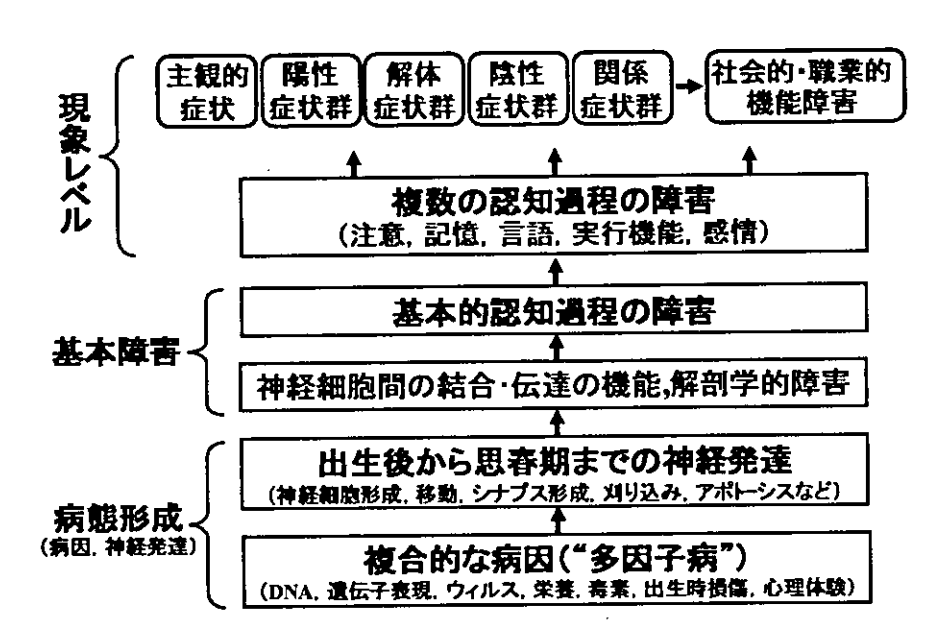 主観的
症状
陽性
症状群
解体
症状群
陰性
症状群
関係
症状群
社会的・職業的
機能障害
現象レベル
複数の認知過程の障害
(注意, 記憶, 言語, 実行機能, 感情)
基本障害
基本的認知過程の障害
神経細胞間の結合・伝達の機能,解剖学的障害
病態形成
(病因, 神経発達)
出生後から思春期までの神経発達
(神経細胞形成, 移動, シナプス形成, 刈り込み, アポトーシスなど)
複合的な病因(“多因子病”)
(DNA, 遺伝子表現, ウィルス, 栄養, 毒素, 出生時損傷, 心理体験)